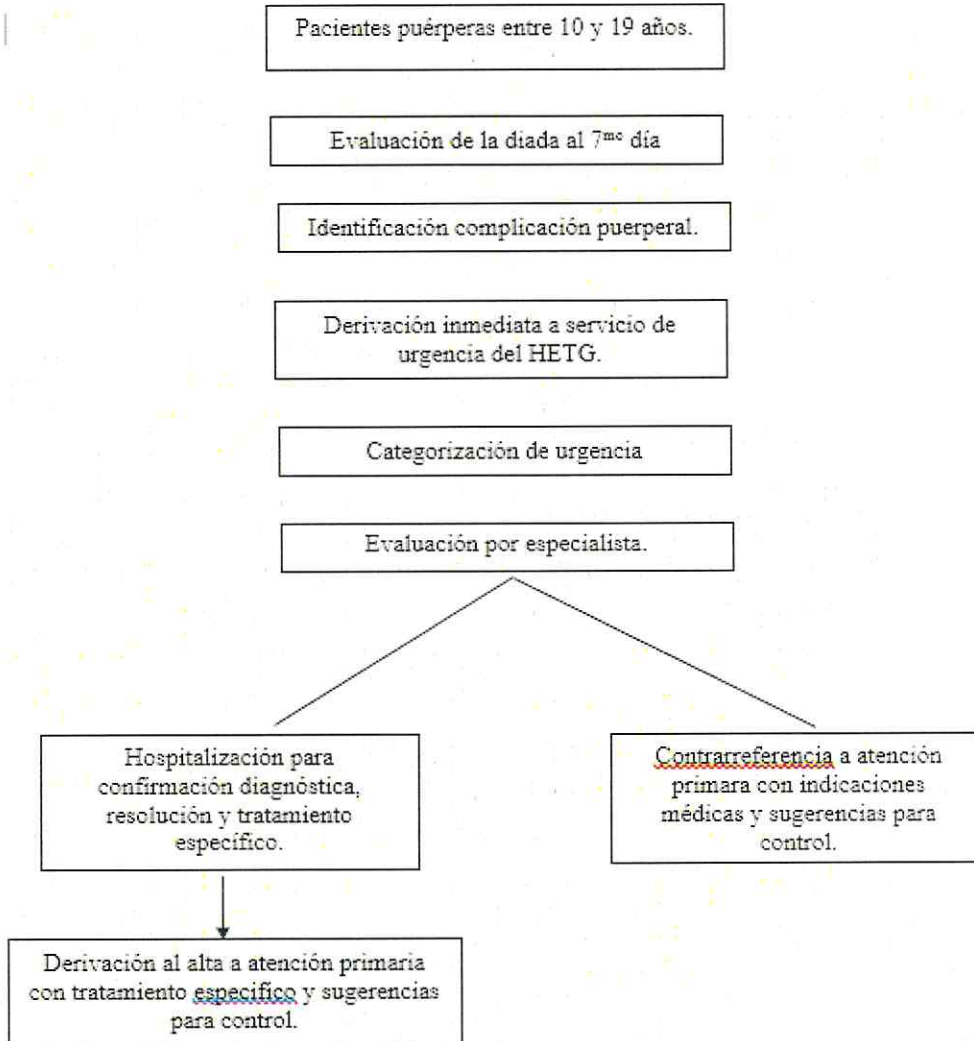 Pacientes puérperas entre 10 y 19 años.
Evaluación de la diada al 7ᵐᵒ día
Identificación complicación puerperal.
Derivación inmediata a servicio de
urgencia del HETG.
Categorización de urgencia
Evaluación por especialista.
Hospitalización para
confirmación diagnóstica,
resolución y tratamiento
específico.
Contrarreferencia a atención
primara con indicaciones
médicas y sugerencias para
control.
Derivación al alta a atención primaria
con tratamiento especifico y sugerencias
para control.